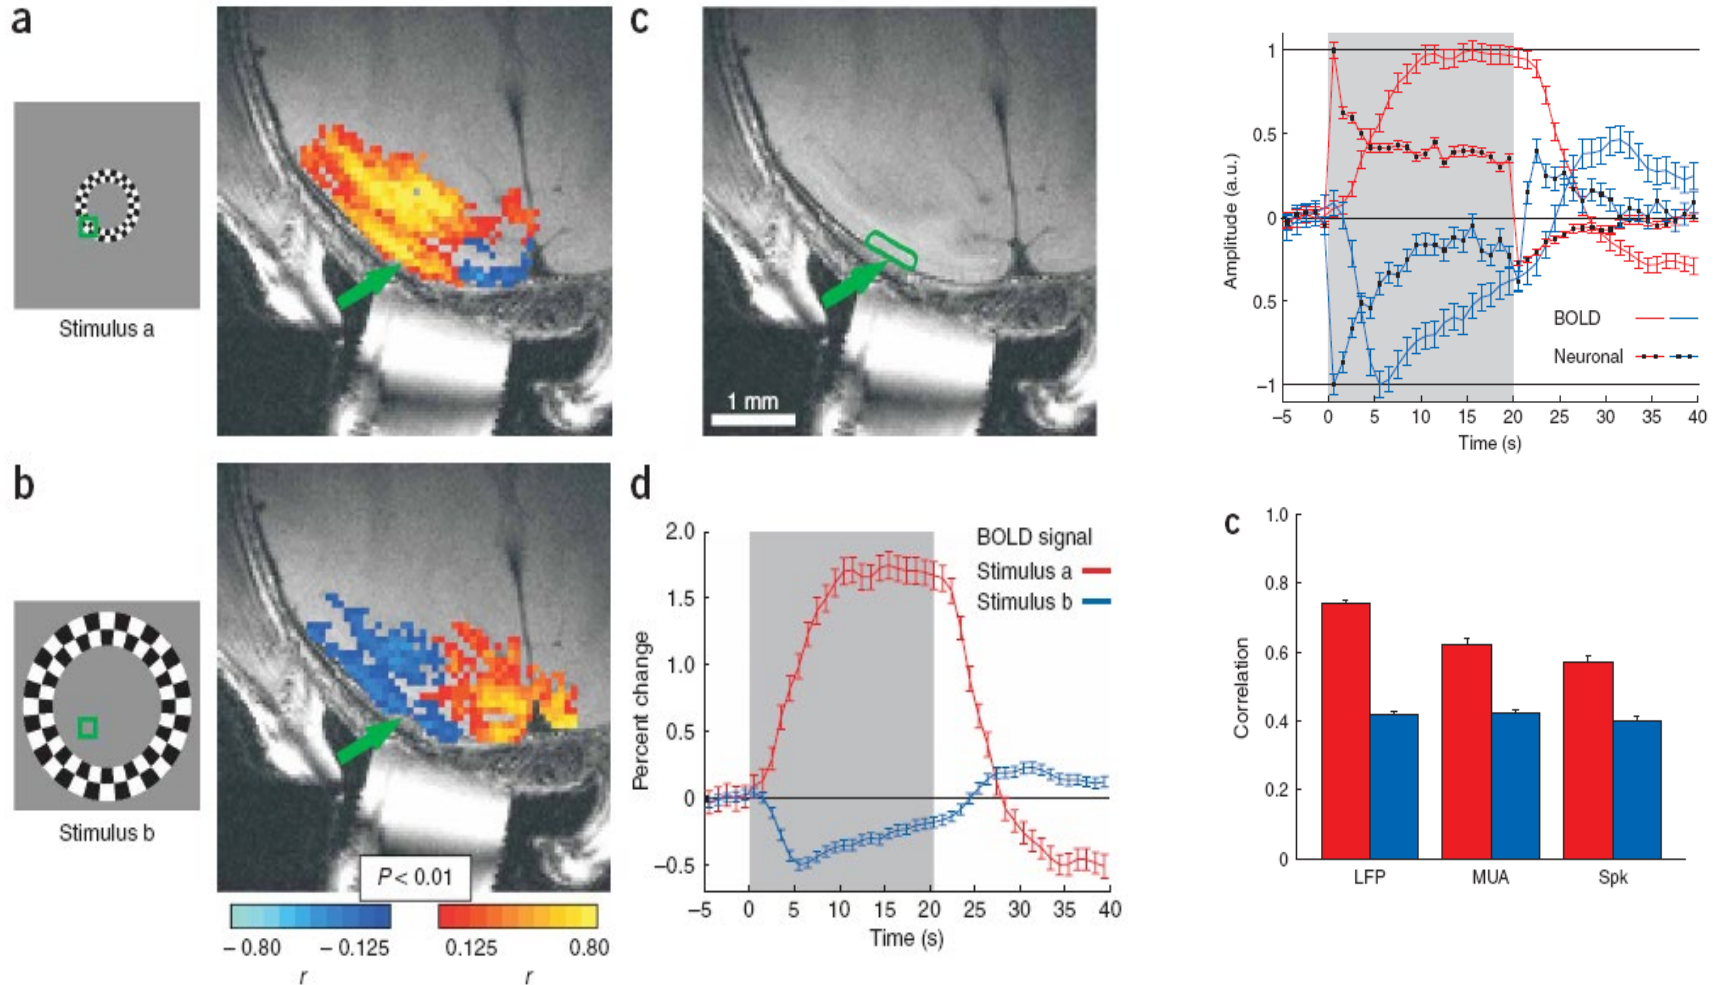 a
Stimulus a
c
1 mm
1
0.5
0
0.5
−1
Amplitude (a.u.)
BOLD
Neuronal
−5 0 5 10 15 20 25 30 35 40
Time (s)
b
Stimulus b
P < 0.01
− 0.80 − 0.125 0.125 0.80
r r
d
2.0
1.5
1.0
0.5
0
−0.5
Percent change
BOLD signal
Stimulus a
Stimulus b
−5 0 5 10 15 20 25 30 35 40
Time (s)
c
1.0
0.8
0.6
0.4
0.2
0
Correlation
LFP MUA Spk